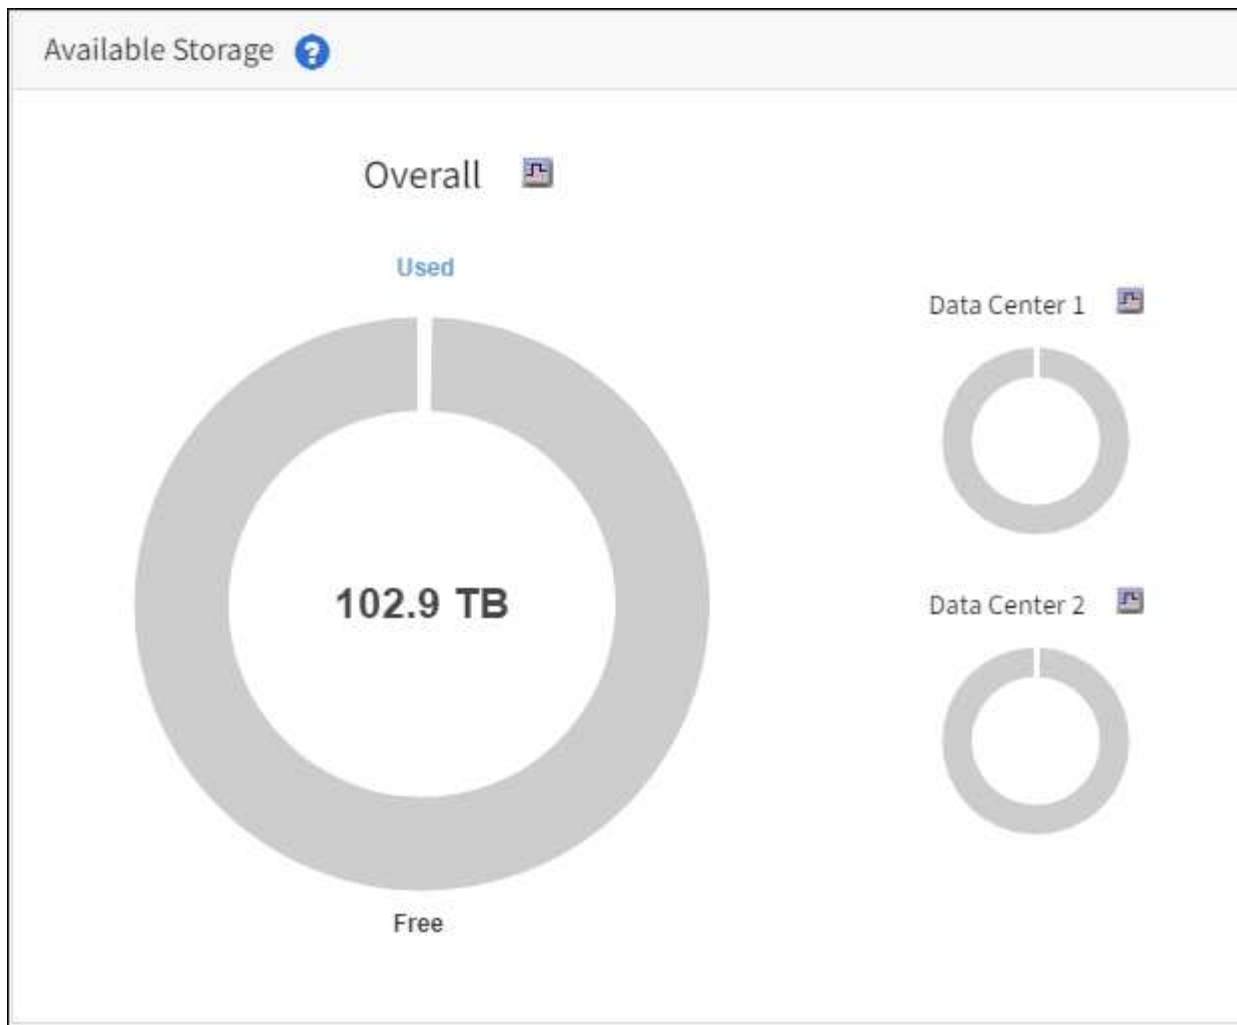 Available Storage ?
Overall
Used
102.9 TB
Free
Data Center 1
Data Center 2